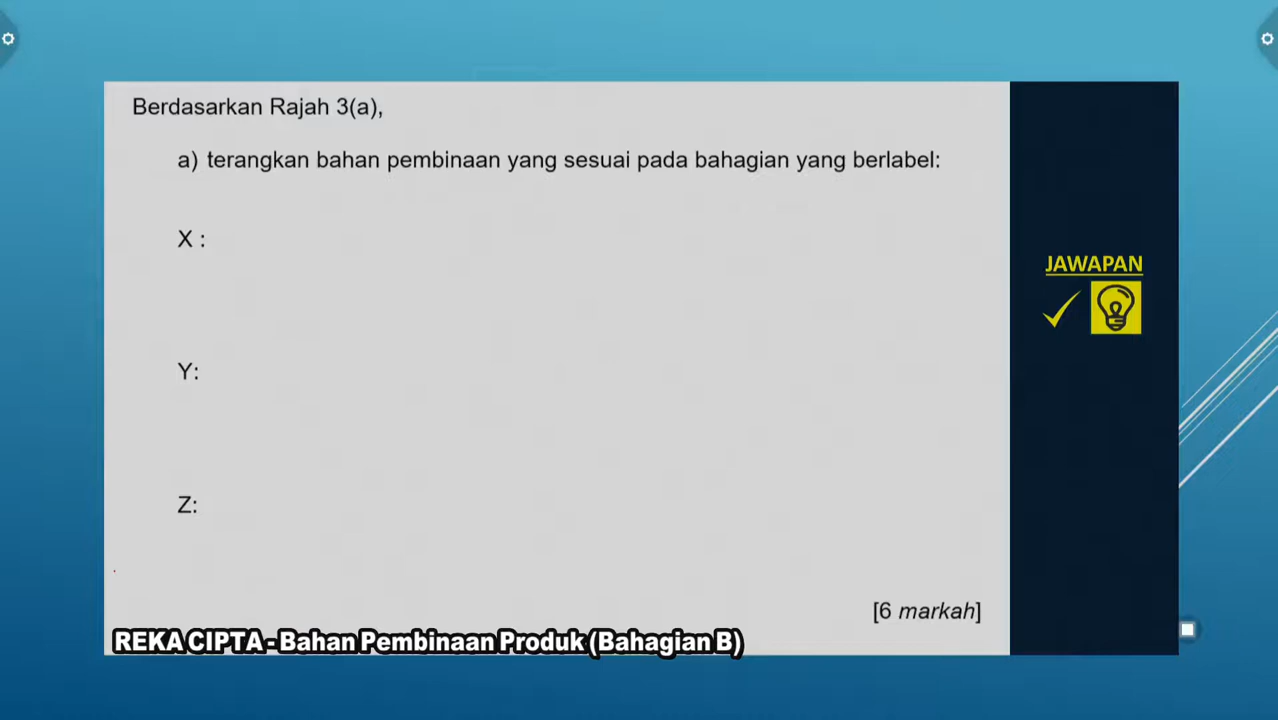 Berdasarkan Rajah 3(a),
a) terangkan bahan pembinaan yang sesuai pada bahagian yang berlabel:
X :
JAWAPAN
Y:
Z:
[6 markah]
REKA CIPTA - Bahan Pembinaan Produk (Bahagian B)